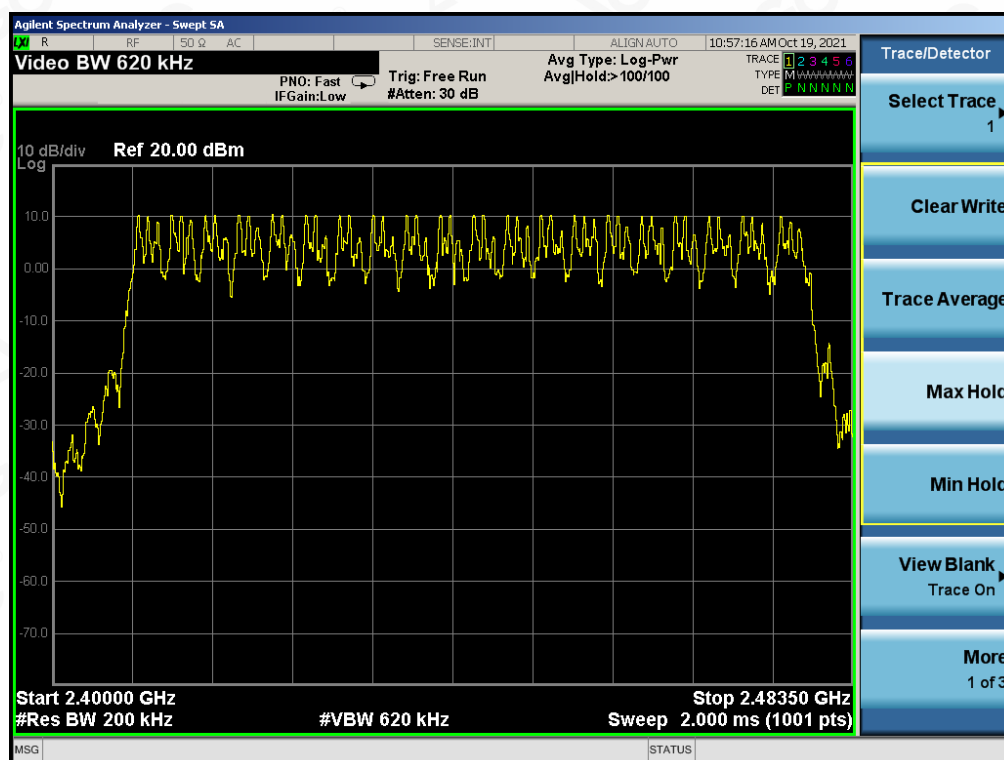 Agilent Spectrum Analyzer - Swept SA
LXI R RF 50 Ω AC SENSE:INT ALIGN AUTO 10:57:16 AM Oct 19, 2021
Video BW 620 kHz
PNO: Fast
IFGain:Low
Trig: Free Run
#Atten: 30 dB
Avg Type: Log-Pwr
Avg|Hold:>100/100
TRACE 1 2 3 4 5 6
TYPE M
DET P N N N N N
10 dB/div Ref 20.00 dBm
Log
10.0
0.00
-10.0
-20.0
-30.0
-40.0
-50.0
-60.0
-70.0
Start 2.40000 GHz Stop 2.48350 GHz
#Res BW 200 kHz #VBW 620 kHz Sweep 2.000 ms (1001 pts)
MSG STATUS
Trace/Detector
Select Trace
1
Clear Write
Trace Average
Max Hold
Min Hold
View Blank
Trace On
More
1 of 3